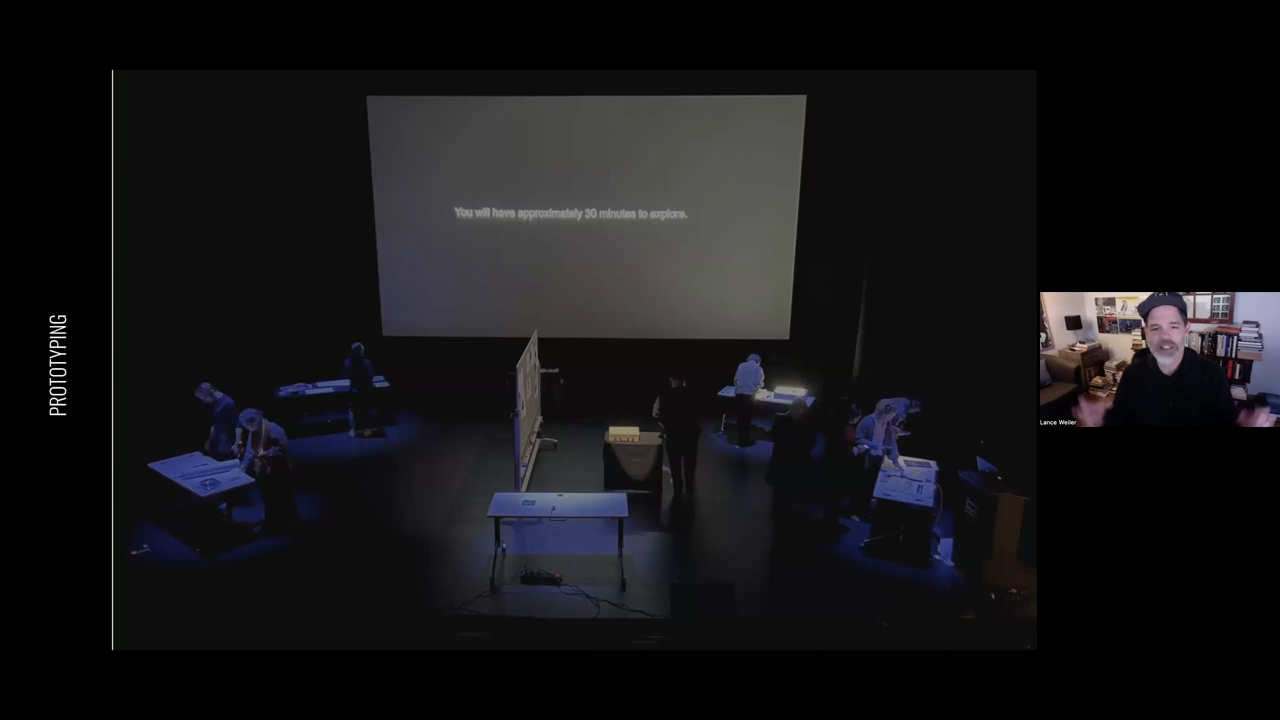 PROTOTYPING
You will have approximately 30 minutes to explore.
Lance Weiler